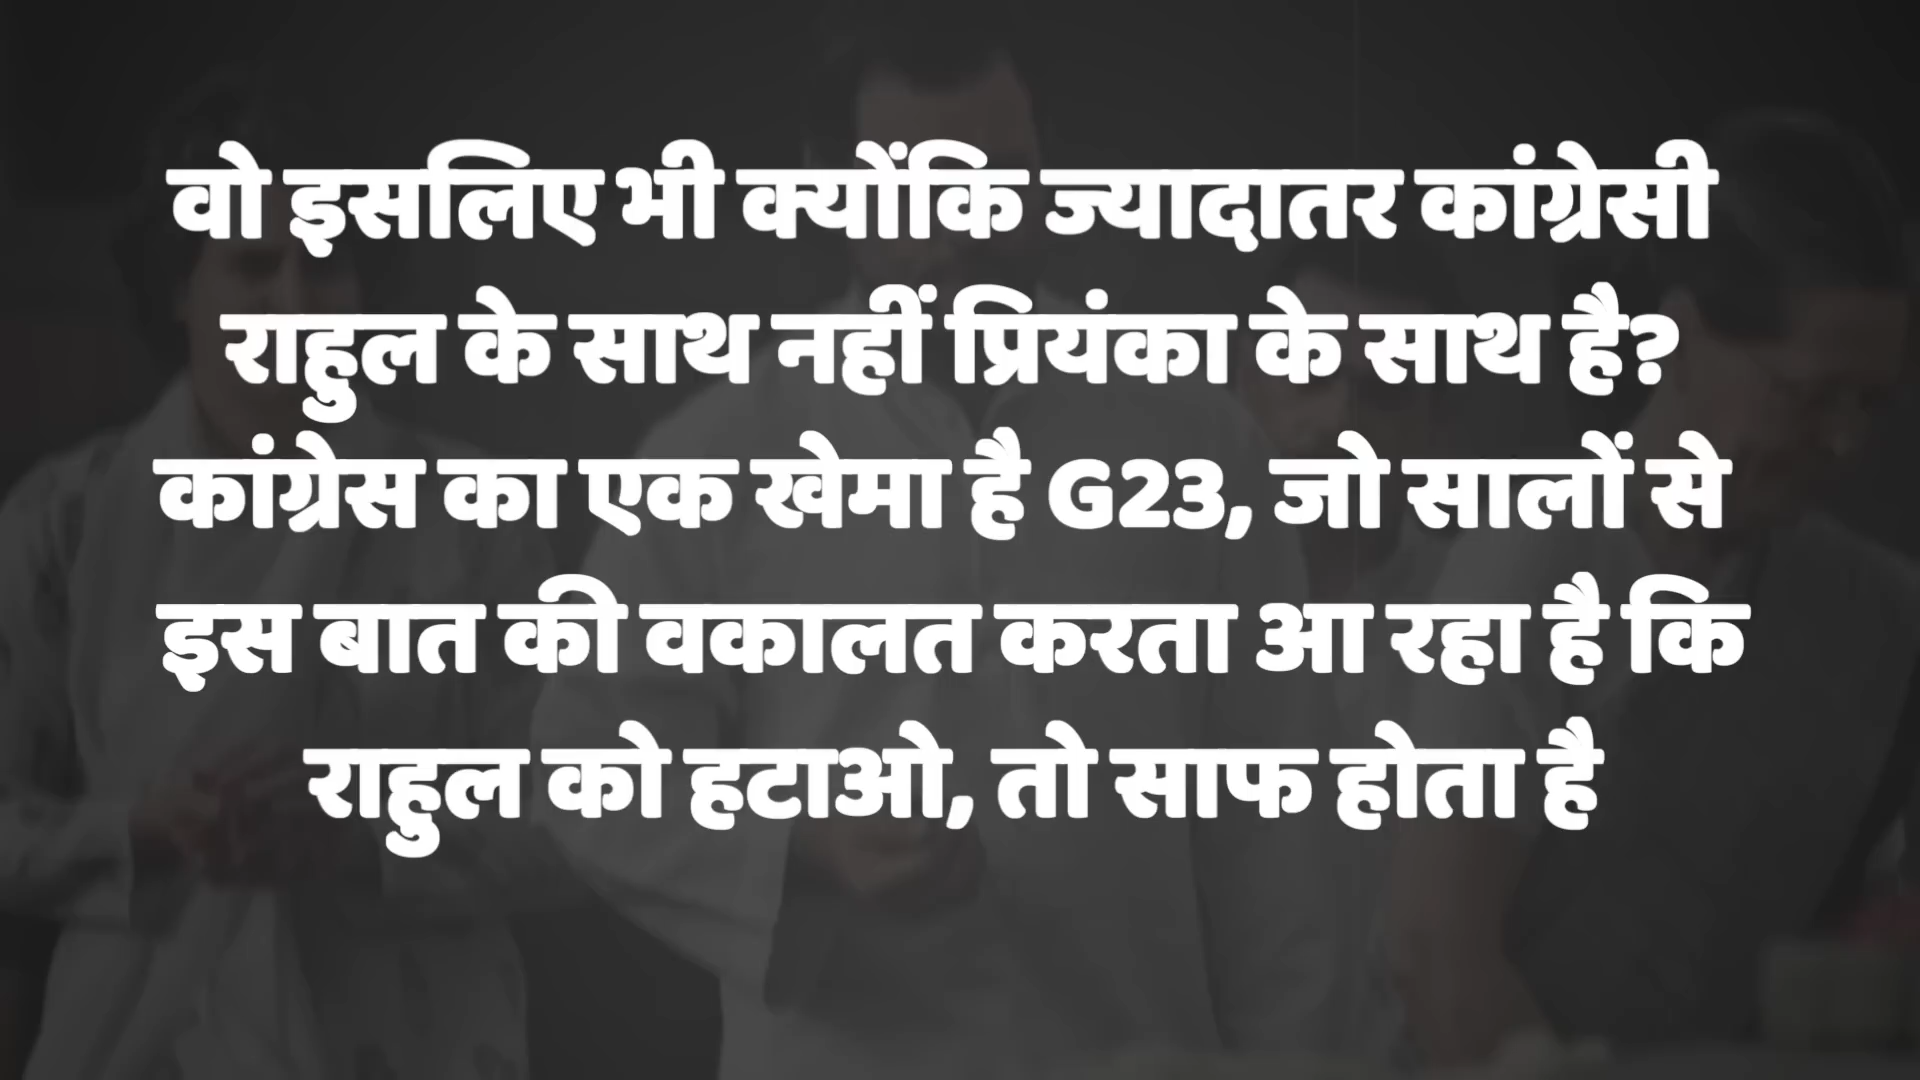 वो इसलिए भी क्योंकि ज्यादातर कांग्रेसी
राहुल के साथ नहीं प्रियंका के साथ है?
कांग्रेस का एक खेमा है G23, जो सालों से
इस बात की वकालत करता आ रहा है कि
राहुल को हटाओ, तो साफ होता है